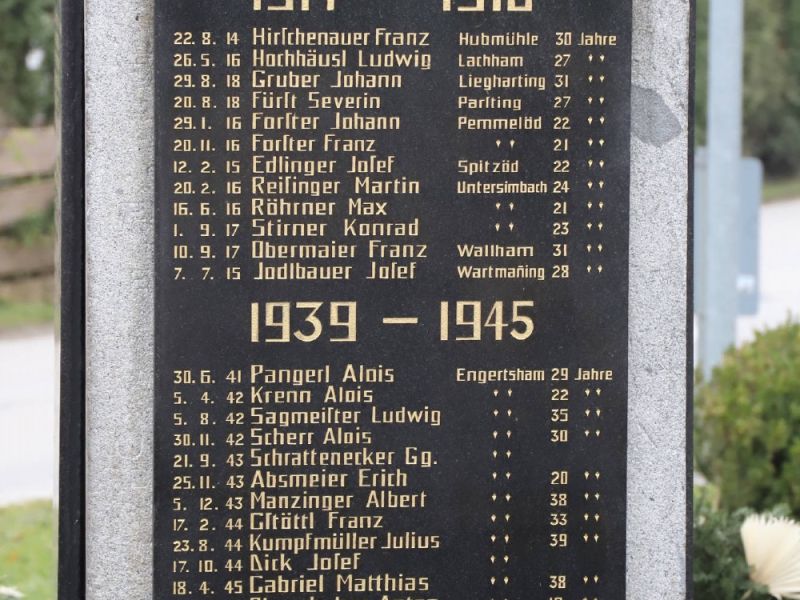 1914 — 1918
22. 8. 14 Hirſchenauer Franz Hubmühle 30 Jahre
26. 5. 16 Hochhäusl Ludwig Lachham 27 " "
29. 8. 18 Gruber Johann Liegharting 31 " "
20. 8. 18 Fürſt Severin Parſting 27 " "
29. 1. 16 Forſter Johann Pemmelöd 22 " "
20. 11. 16 Forſter Franz " " 21 " "
12. 2. 15 Edlinger Joſef Spitzöd 22 " "
20. 2. 16 Reiſinger Martin Untersimbach 24 " "
16. 6. 16 Röhrner Max " " 21 " "
1. 9. 17 Stirner Konrad " " 23 " "
10. 9. 17 Obermaier Franz Wallham 31 " "
7. 7. 15 Jodlbauer Joſef Wartmañing 28 " "
1939 — 1945
30. 6. 41 Pangerl Alois Engertsham 29 Jahre
5. 4. 42 Krenn Alois " " 22 " "
5. 8. 42 Sagmeiſter Ludwig " " 35 " "
30. 11. 42 Scherr Alois " " 30 " "
21. 9. 43 Schrattenecker Gg. " "
25. 11. 43 Absmeier Erich " " 20 " "
5. 12. 43 Manzinger Albert " " 38 " "
17. 2. 44 Gſtöttl Franz " " 33 " "
23. 8. 44 Kumpfmüller Julius " " 39 " "
17. 10. 44 Dirk Joſef " "
18. 4. 45 Gabriel Matthias " " 38 " "